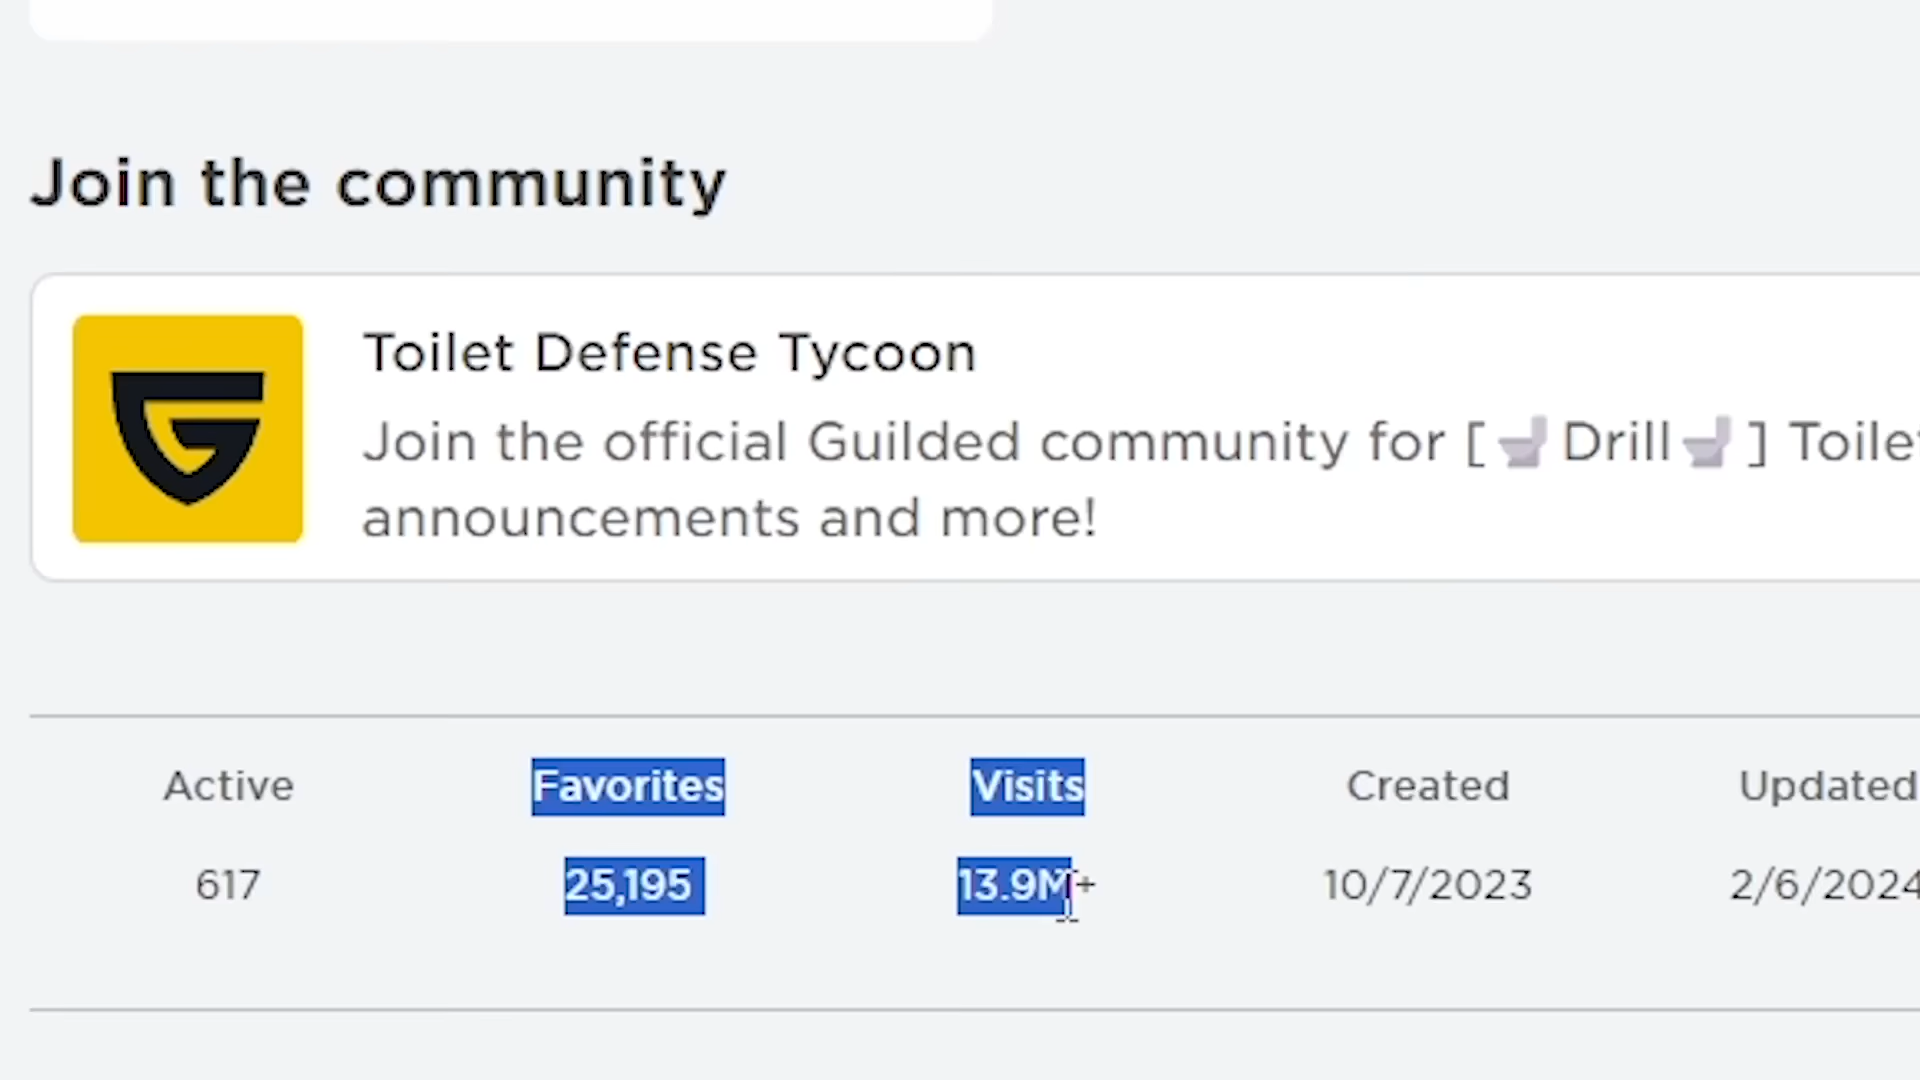 Join the community
Toilet Defense Tycoon
Join the official Guilded community for [🚽Drill🚽] Toilet
announcements and more!
Active Favorites Visits Created Updated
617 25,195 13.9M+ 10/7/2023 2/6/2024